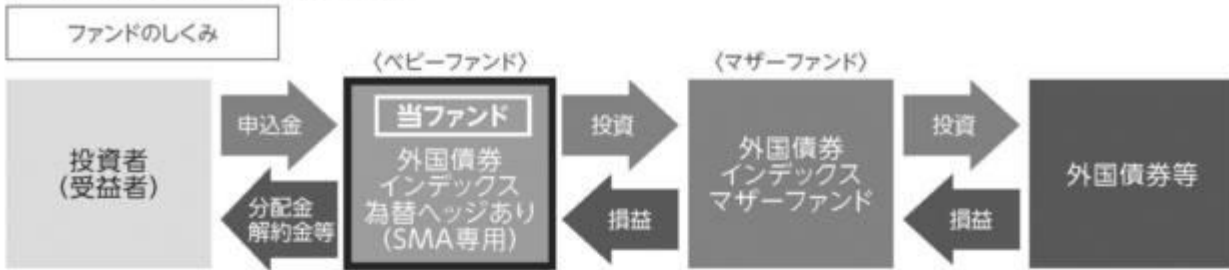 ファンドのしくみ
〈ベビーファンド〉
〈マザーファンド〉
投資者
(受益者)
申込金
分配金
解約金等
当ファンド
外国債券
インデックス
為替ヘッジあり
(SMA専用)
投資
損益
外国債券
インデックス
マザーファンド
投資
損益
外国債券等